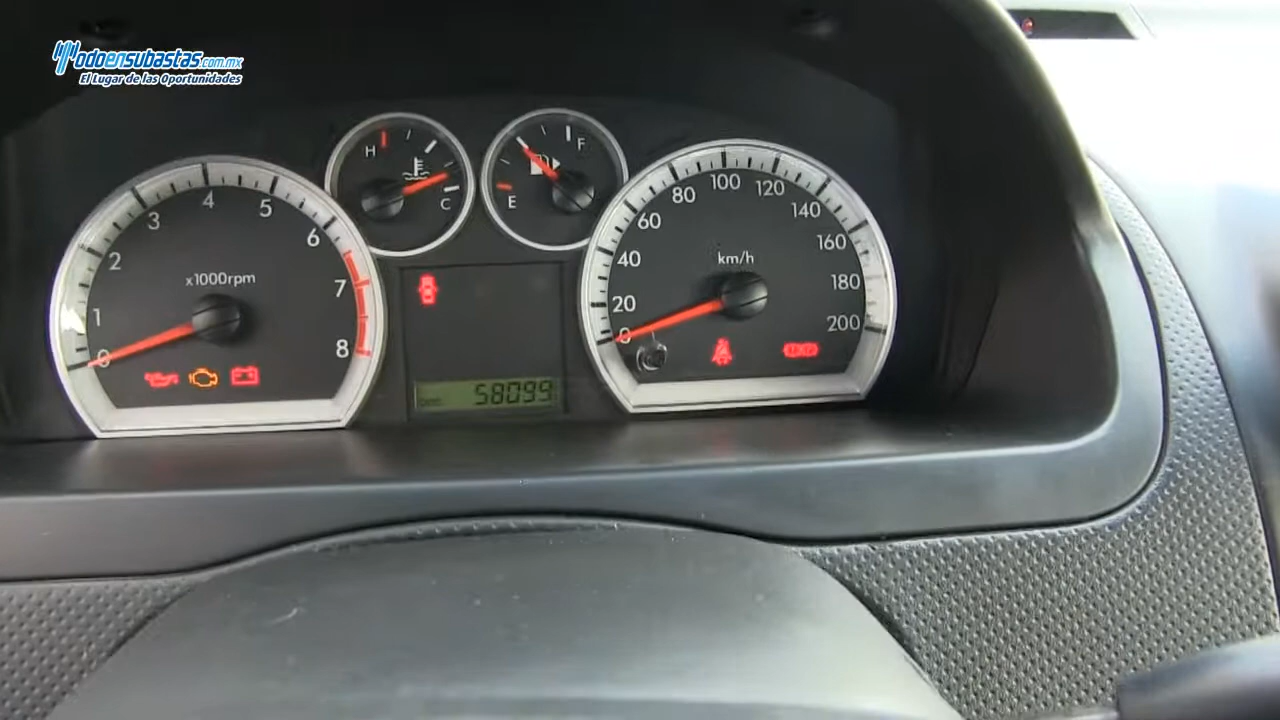 Todoensubastas.com.mx
El Lugar de las Oportunidades
0 1 2 3 4 5 6 7 8
x1000rpm
H C
E F
0 20 40 60 80 100 120 140 160 180 200
km/h
58099